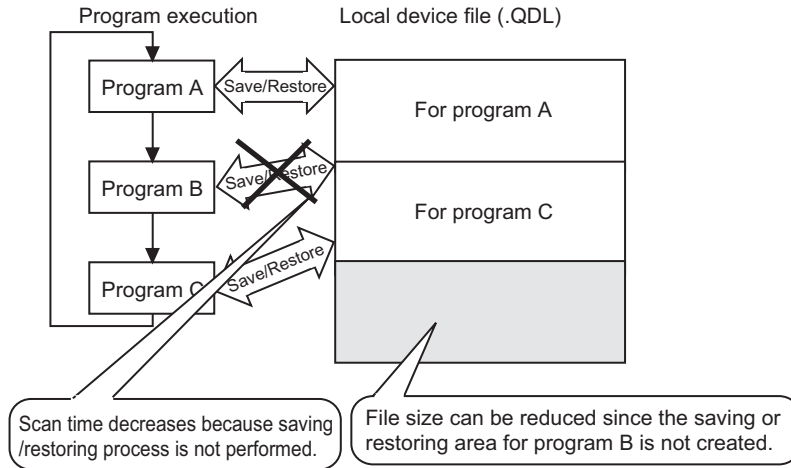 Program execution
Local device file (.QDL)
Program A
Save/Restore
For program A
Program B
Save/Restore
For program C
Program C
Save/Restore
Scan time decreases because saving
/restoring process is not performed.
File size can be reduced since the saving or
restoring area for program B is not created.